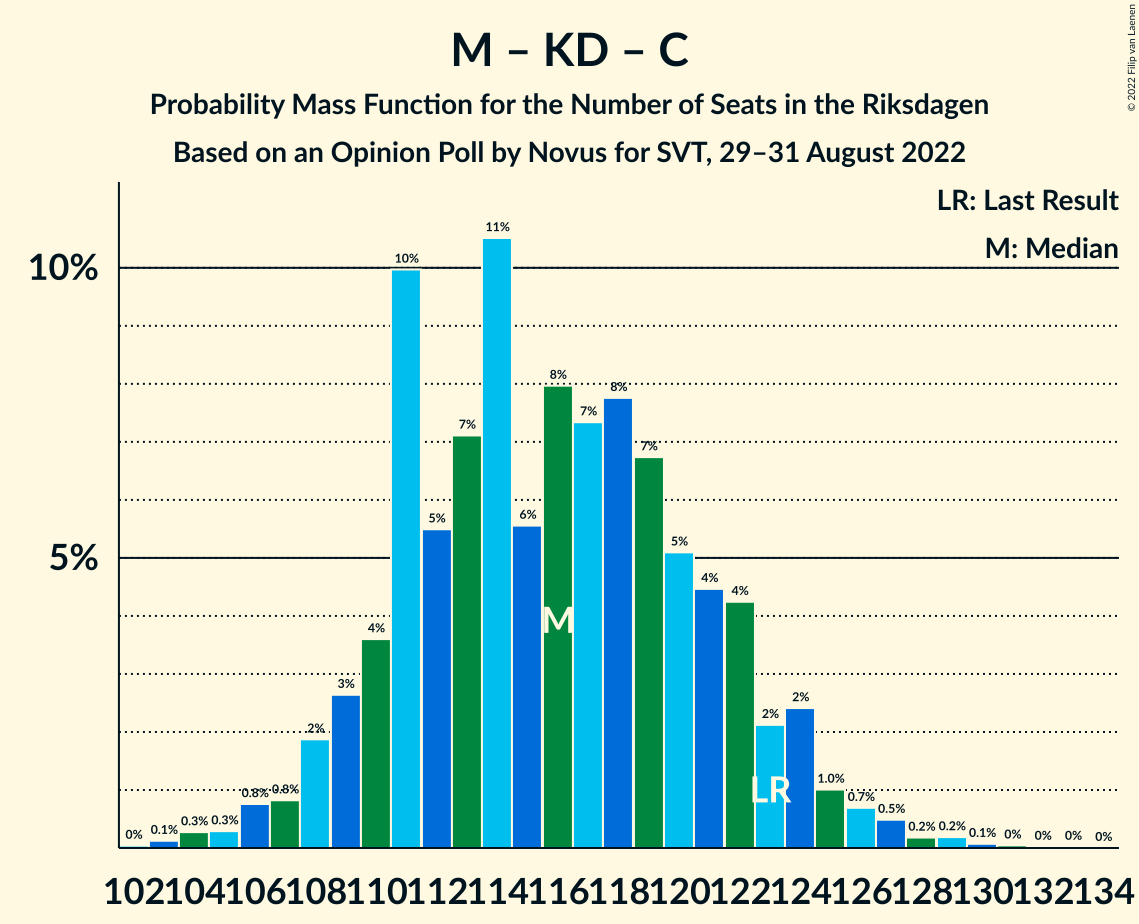 M – KD – C
Probability Mass Function for the Number of Seats in the Riksdagen
Based on an Opinion Poll by Novus for SVT, 29–31 August 2022
© 2022 Filip van Laenen
LR: Last Result
M: Median
10%
5%
0% 0.1% 0.3% 0.3% 0.8% 0.8% 2% 3% 4% 10% 5% 7% 11% 6% 8% 7% 8% 7% 5% 4% 4% 2% 2% 1.0% 0.7% 0.5% 0.2% 0.2% 0.1% 0% 0% 0% 0%
M
LR
102 104 106 108 110 112 114 116 118 120 122 124 126 128 130 132 134